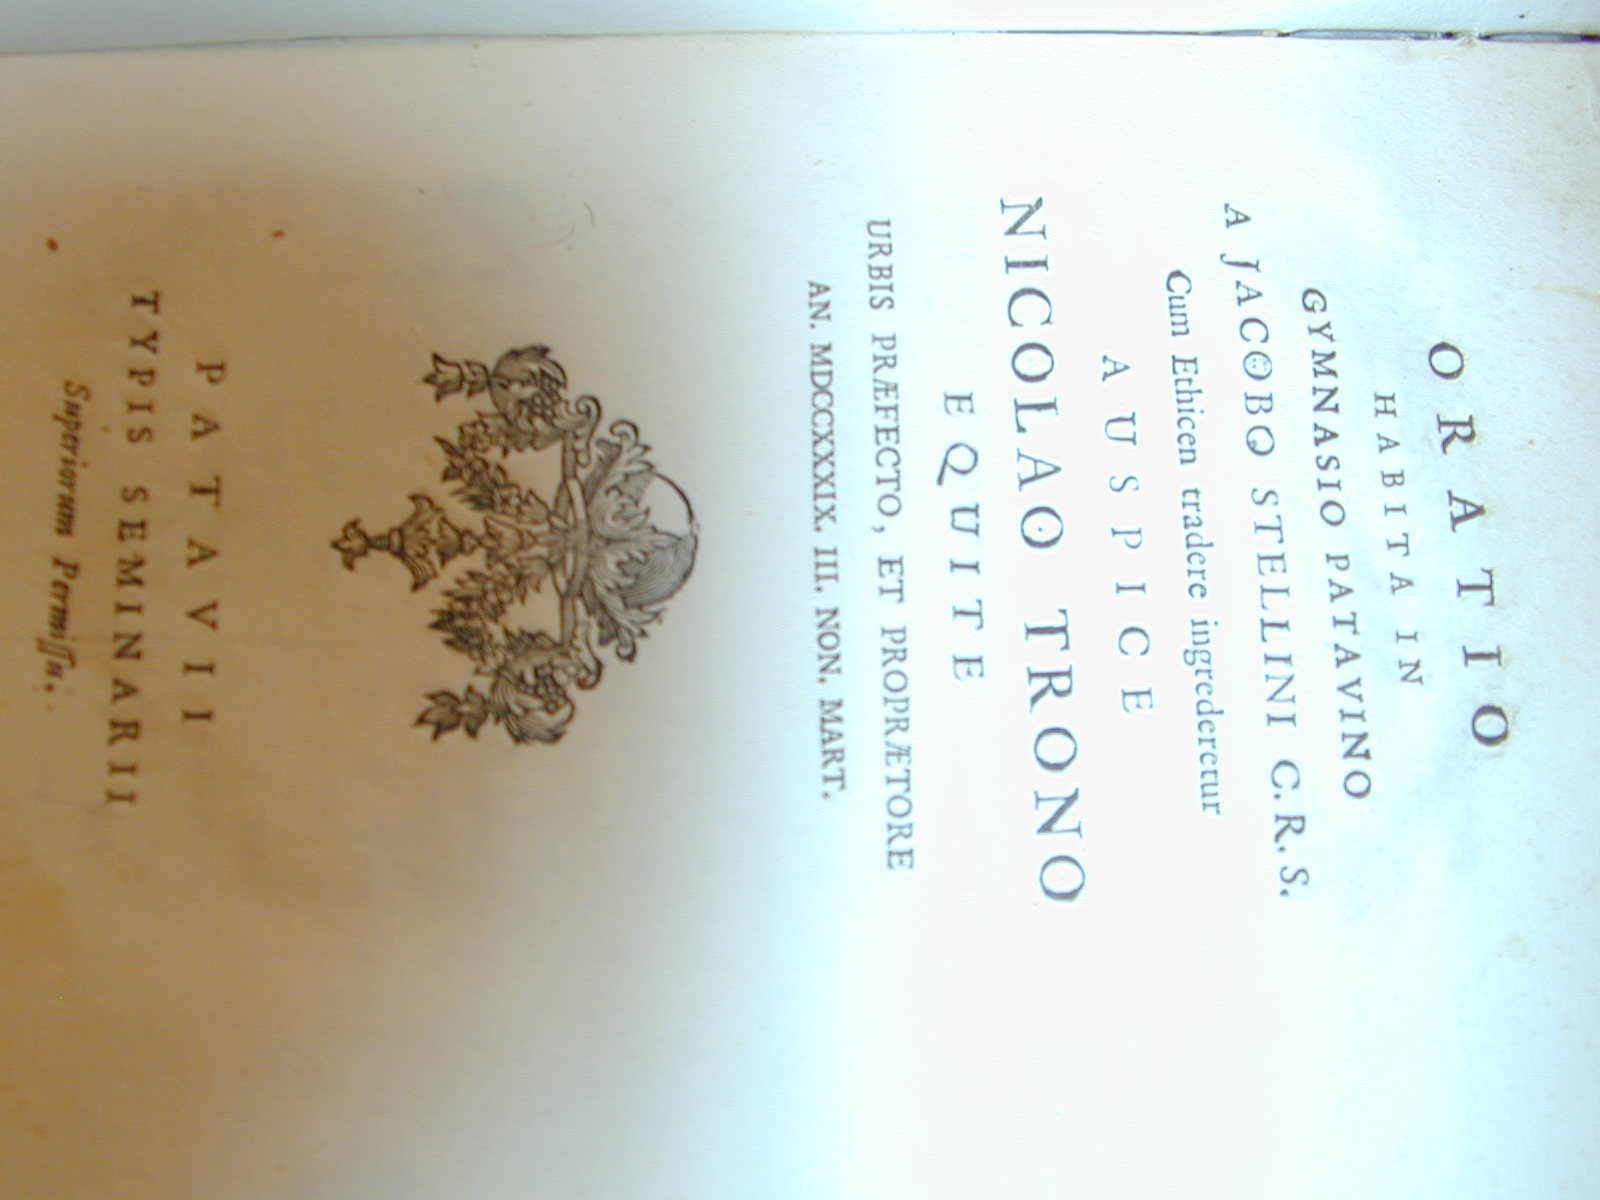 ORATIO
HABITA IN
GYMNASIO PATAVINO
A JACOBO STELLINI C. R. S.
Cum Ethicen tradere ingrederetur
AUSPICE
NICOLAO TRONO
EQUITE
URBIS PRÆFECTO, ET PROPRÆTORE
AN. MDCCXXXIX. III. NON. MART.
PATAVII
TYPIS SEMINARII
Superiorum Permiſſu.